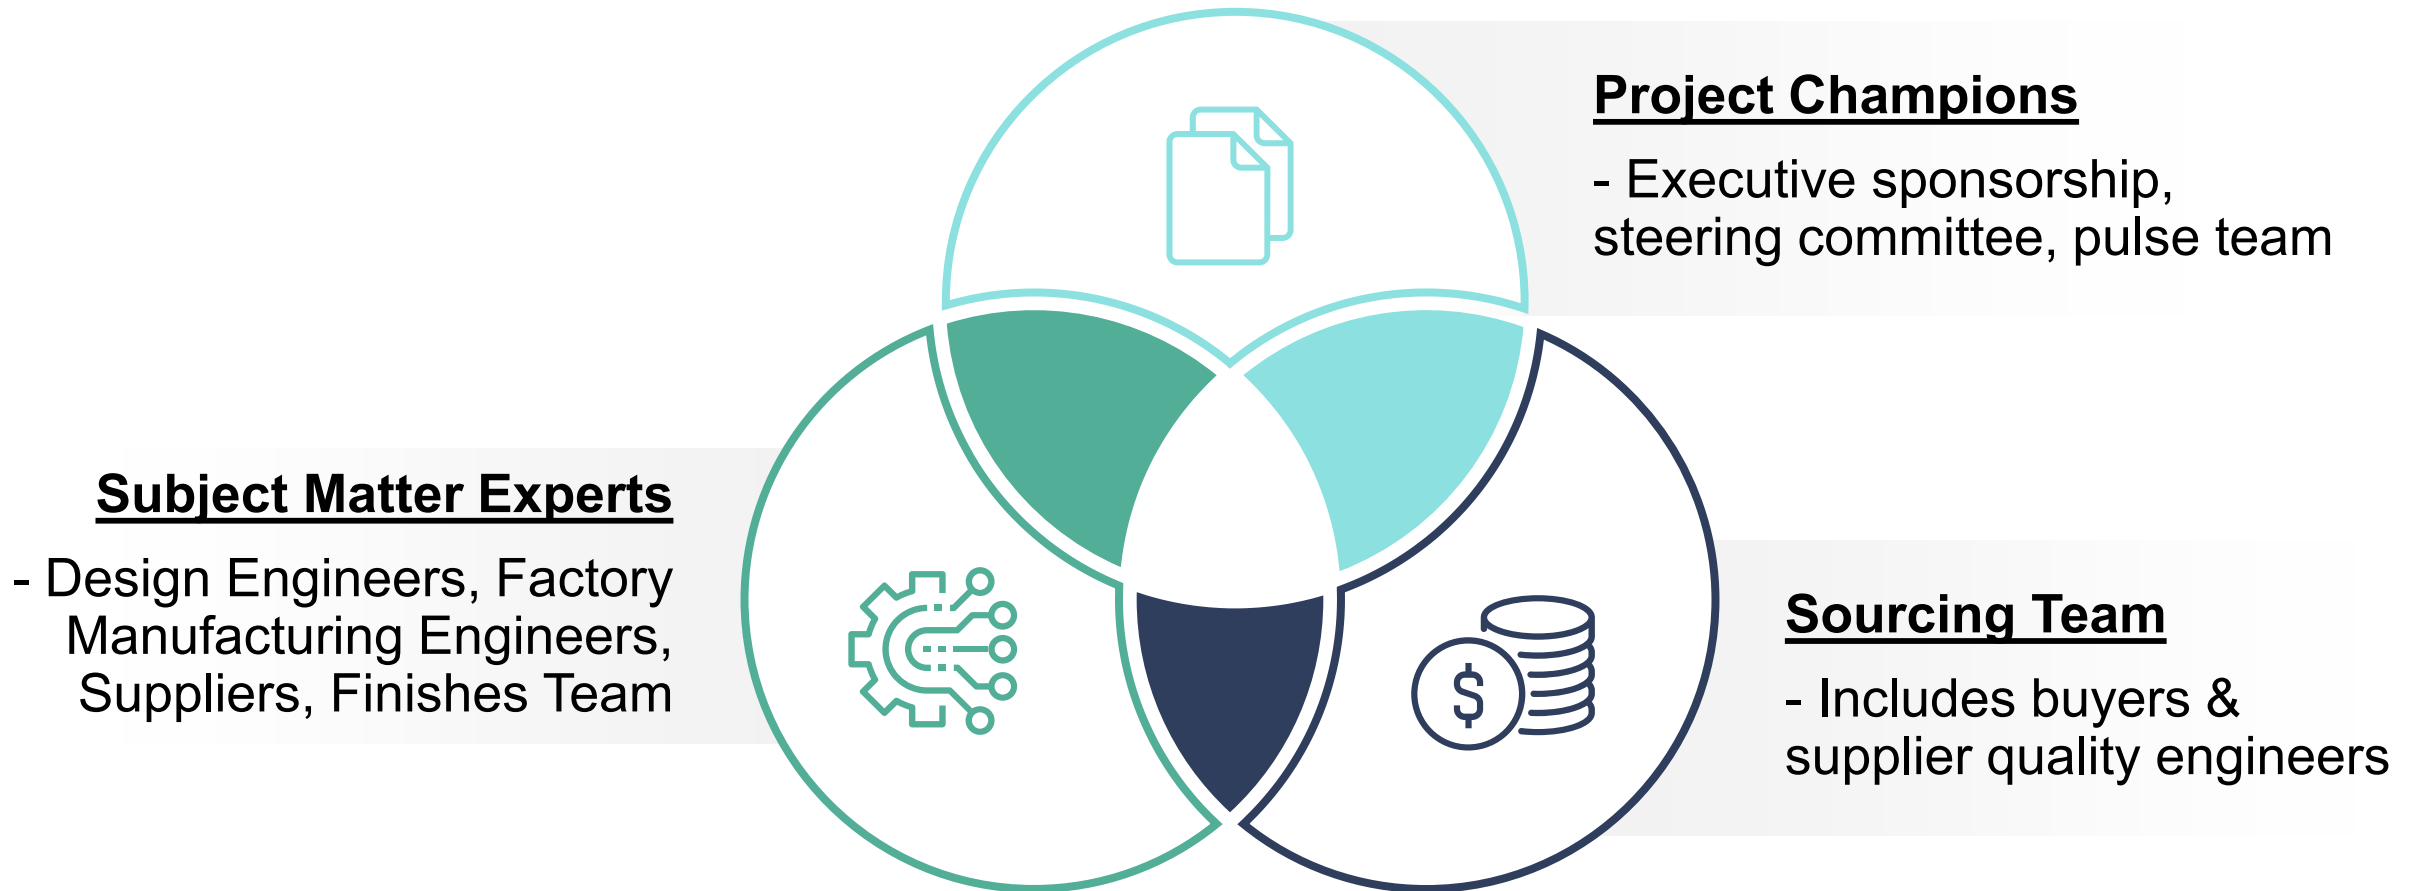 Project Champions
- Executive sponsorship,
steering committee, pulse team
Subject Matter Experts
- Design Engineers, Factory
Manufacturing Engineers,
Suppliers, Finishes Team
Sourcing Team
- Includes buyers &
supplier quality engineers
$